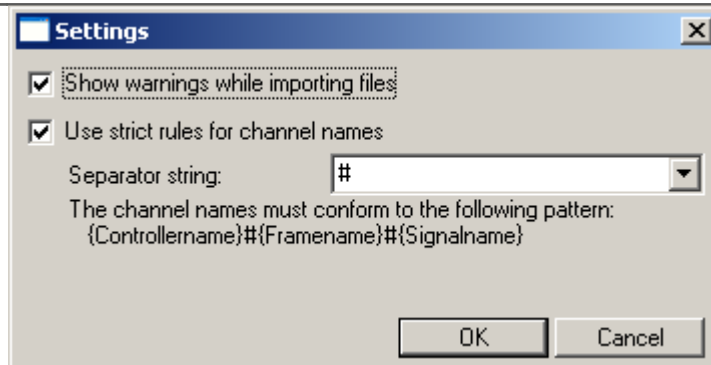 Settings
Show warnings while importing files
Use strict rules for channel names
Separator string: #
The channel names must conform to the following pattern:
{Controllername}#{Framename}#{Signalname}
OK Cancel